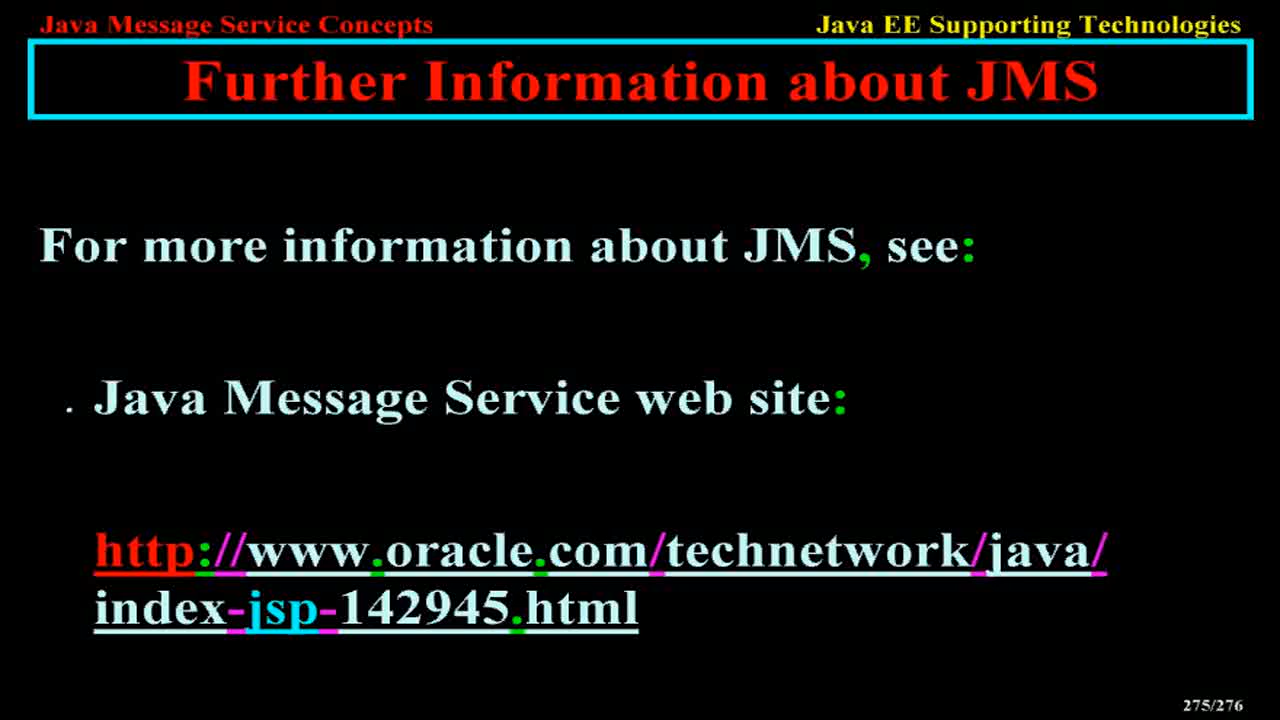 Java Message Service Concepts
Java EE Supporting Technologies
Further Information about JMS
For more information about JMS, see:
. Java Message Service web site:
http://www.oracle.com/technetwork/java/
index-jsp-142945.html
275/276